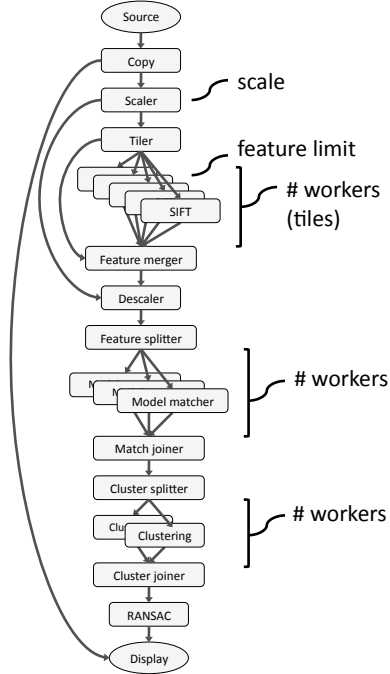 Source
Copy
Scaler
scale
Tiler
feature limit
SIFT
# workers
(tiles)
Feature merger
Descaler
Feature splitter
# workers
Model matcher
Match joiner
Cluster splitter
Clu
Clustering
# workers
Cluster joiner
RANSAC
Display